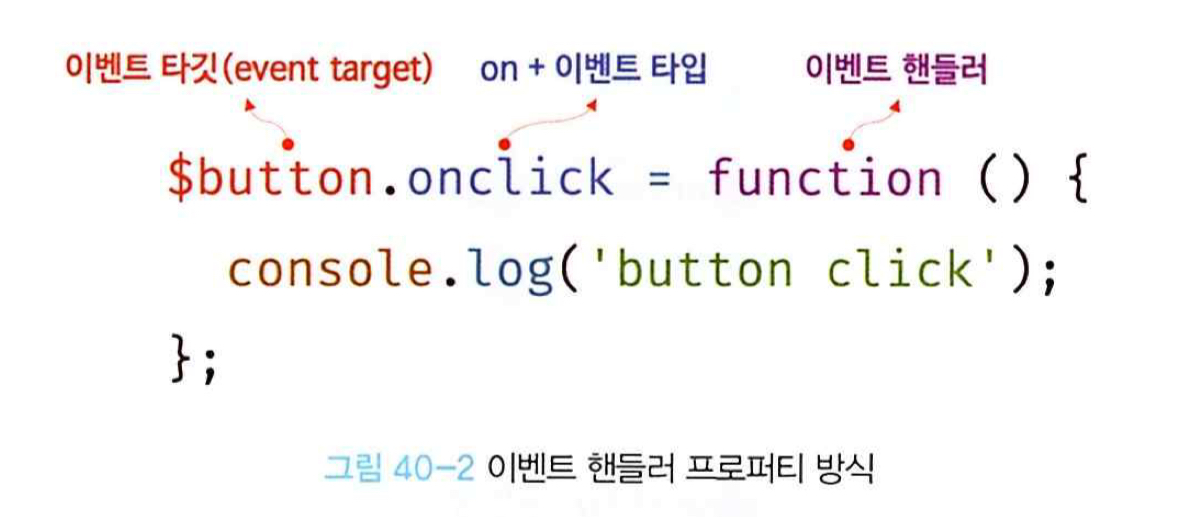 이벤트 타깃(event target) on + 이벤트 타입 이벤트 핸들러
$button.onclick = function () {
console.log('button click');
};
그림 40-2 이벤트 핸들러 프로퍼티 방식